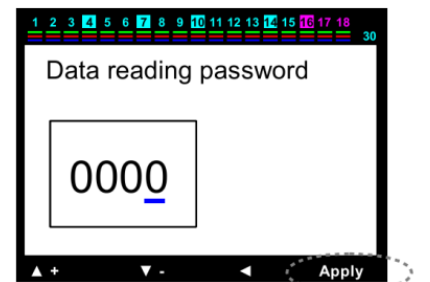 1 2 3 4 5 6 7 8 9 10 11 12 13 14 15 16 17 18
30
Data reading password
0000
▲ + ▼ - ◀ Apply